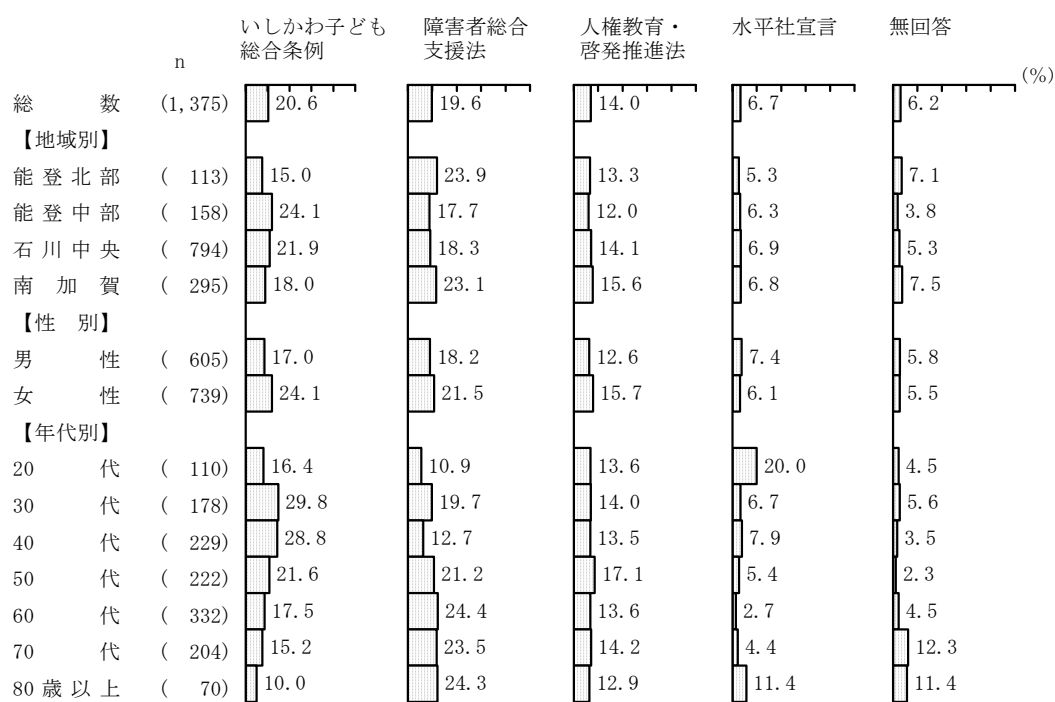 いしかわ子ども 障害者総合 人権教育・ 水平社宣言 無回答
総合条例 支援法 啓発推進法
n
(%)
総数 (1,375) 20.6 19.6 14.0 6.7 6.2
【地域別】
能登北部 ( 113) 15.0 23.9 13.3 5.3 7.1
能登中部 ( 158) 24.1 17.7 12.0 6.3 3.8
石川中央 ( 794) 21.9 18.3 14.1 6.9 5.3
南加賀 ( 295) 18.0 23.1 15.6 6.8 7.5
【性 別】
男性 ( 605) 17.0 18.2 12.6 7.4 5.8
女性 ( 739) 24.1 21.5 15.7 6.1 5.5
【年代別】
20代 ( 110) 16.4 10.9 13.6 20.0 4.5
30代 ( 178) 29.8 19.7 14.0 6.7 5.6
40代 ( 229) 28.8 12.7 13.5 7.9 3.5
50代 ( 222) 21.6 21.2 17.1 5.4 2.3
60代 ( 332) 17.5 24.4 13.6 2.7 4.5
70代 ( 204) 15.2 23.5 14.2 4.4 12.3
80歳以上 ( 70) 10.0 24.3 12.9 11.4 11.4